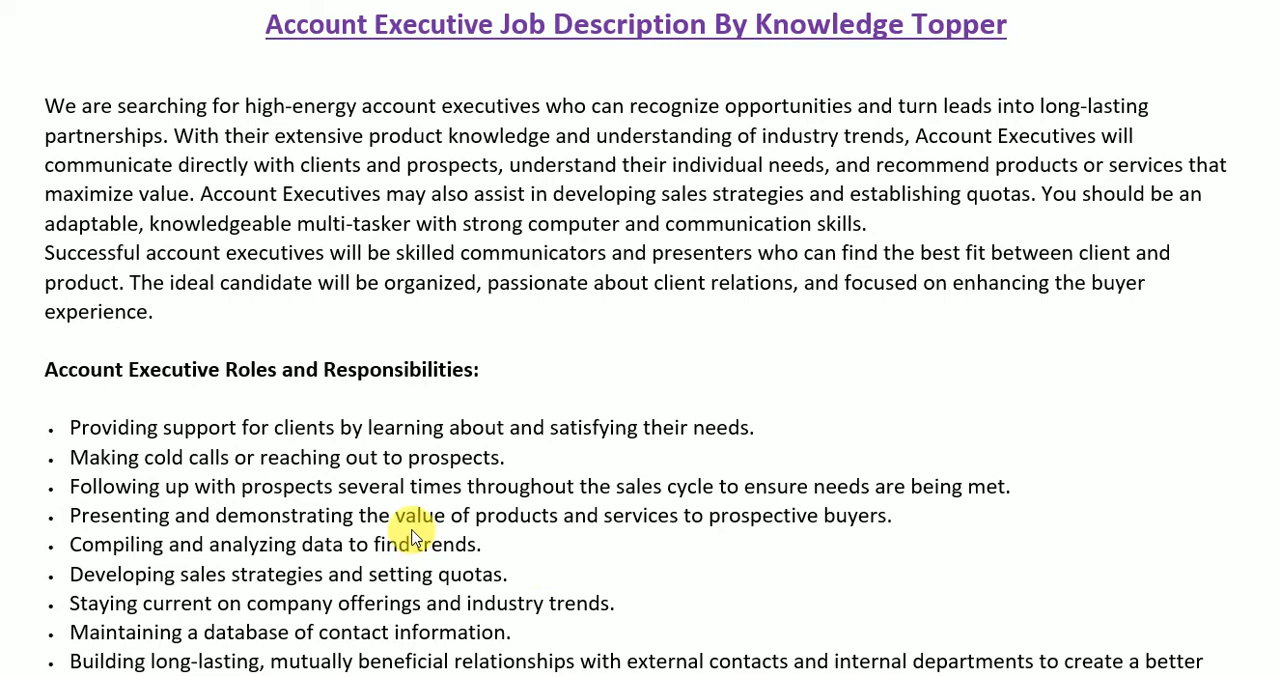 Account Executive Job Description By Knowledge Topper
We are searching for high-energy account executives who can recognize opportunities and turn leads into long-lasting
partnerships. With their extensive product knowledge and understanding of industry trends, Account Executives will
communicate directly with clients and prospects, understand their individual needs, and recommend products or services that
maximize value. Account Executives may also assist in developing sales strategies and establishing quotas. You should be an
adaptable, knowledgeable multi-tasker with strong computer and communication skills.
Successful account executives will be skilled communicators and presenters who can find the best fit between client and
product. The ideal candidate will be organized, passionate about client relations, and focused on enhancing the buyer
experience.
Account Executive Roles and Responsibilities:
• Providing support for clients by learning about and satisfying their needs.
• Making cold calls or reaching out to prospects.
• Following up with prospects several times throughout the sales cycle to ensure needs are being met.
• Presenting and demonstrating the value of products and services to prospective buyers.
• Compiling and analyzing data to find trends.
• Developing sales strategies and setting quotas.
• Staying current on company offerings and industry trends.
• Maintaining a database of contact information.
• Building long-lasting, mutually beneficial relationships with external contacts and internal departments to create a better